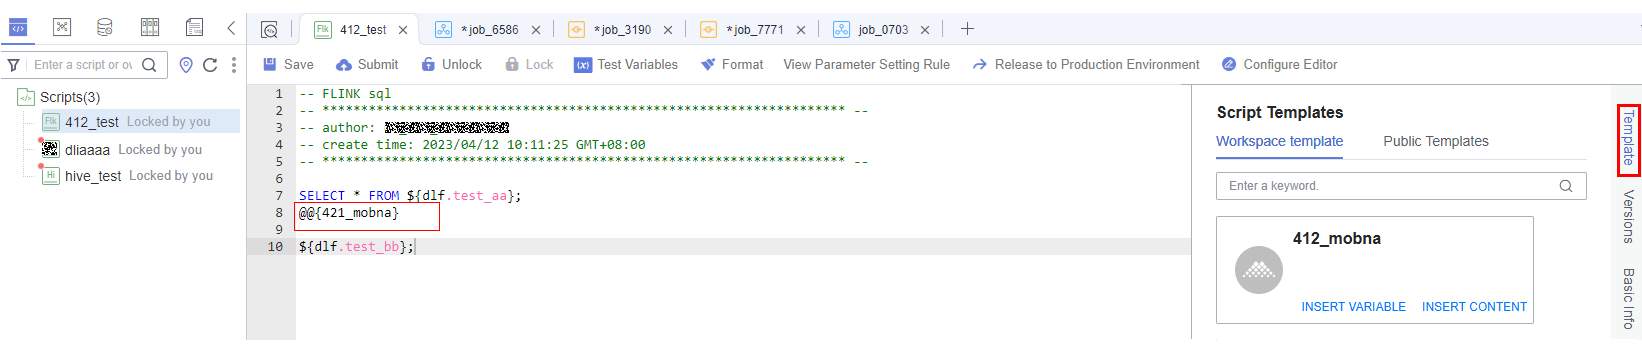 Flk 412_test × *job_6586 × *job_3190 × *job_7771 × job_0703 ×
Enter a script or ov
Save Submit Unlock Lock Test Variables Format View Parameter Setting Rule Release to Production Environment Configure Editor
Scripts(3)
Flk 412_test Locked by you
dliaaaa Locked by you
Hi hive_test Locked by you
1 -- FLINK sql
2 -- ******************************************************************** --
3 -- author:
4 -- create time: 2023/04/12 10:11:25 GMT+08:00
5 -- ******************************************************************** --
6
7 SELECT * FROM ${dlf.test_aa};
8 @@{421_mobna}
9
10 ${dlf.test_bb};
Script Templates
Workspace template Public Templates
Enter a keyword.
412_mobna
INSERT VARIABLE INSERT CONTENT
Template
Versions
Basic Info